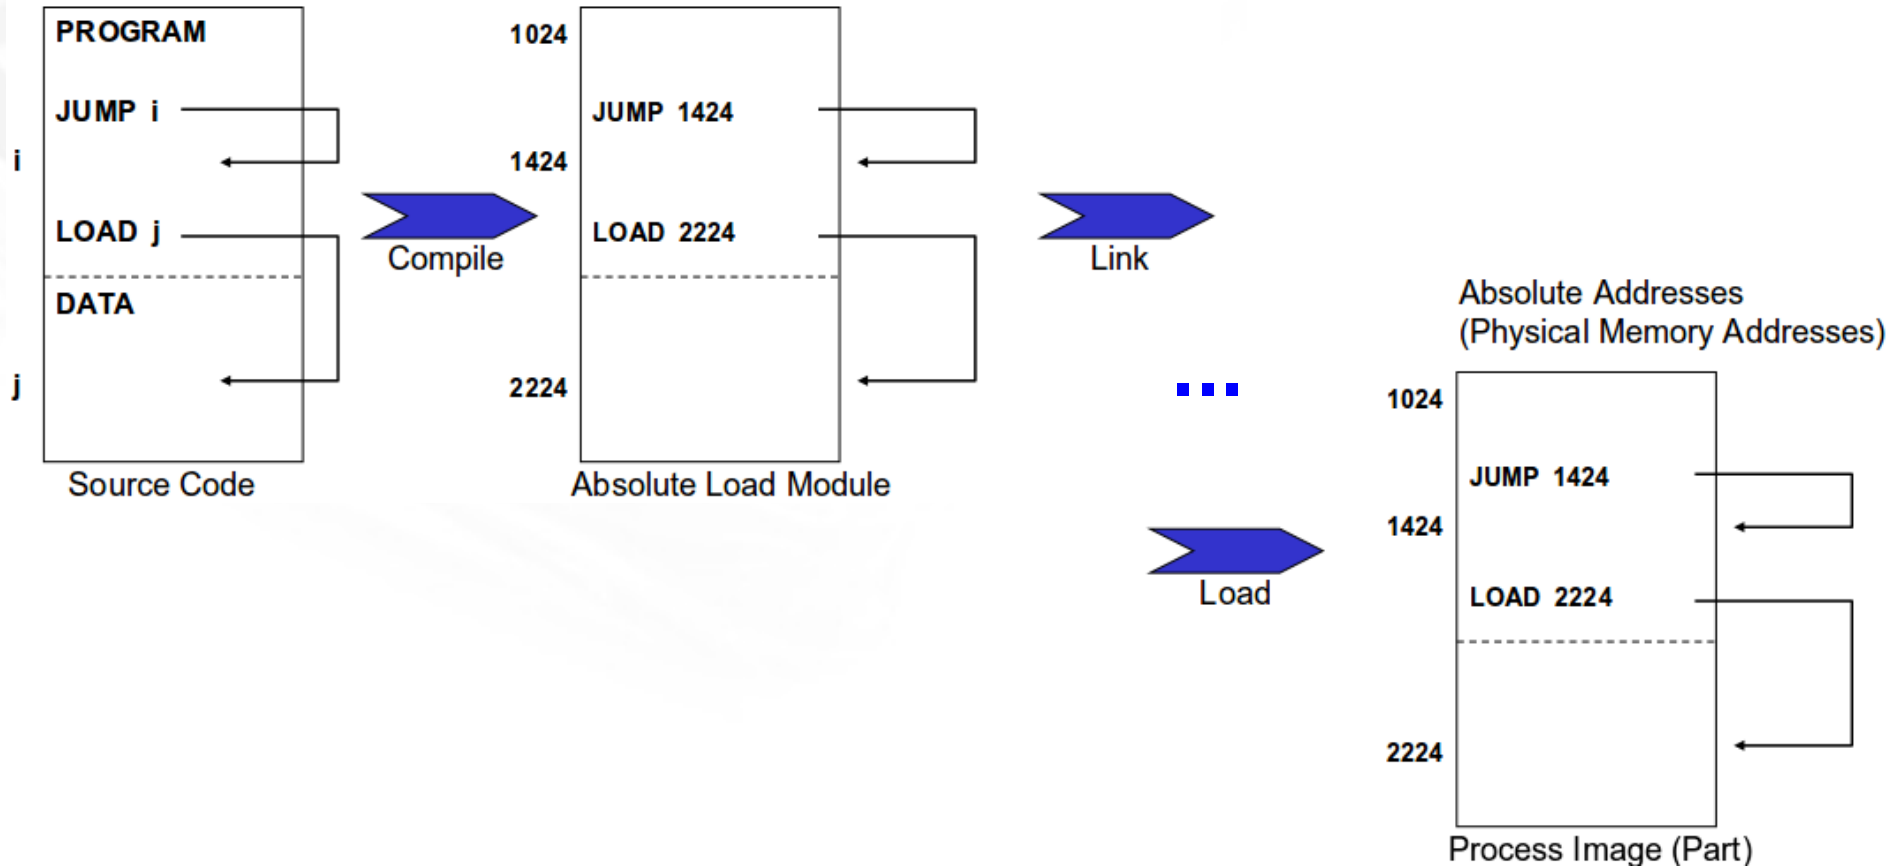 PROGRAM
JUMP i
i
LOAD j
DATA
j
Source Code
Compile
1024
JUMP 1424
1424
LOAD 2224
2224
Absolute Load Module
Link
Load
Absolute Addresses
(Physical Memory Addresses)
1024
JUMP 1424
1424
LOAD 2224
2224
Process Image (Part)